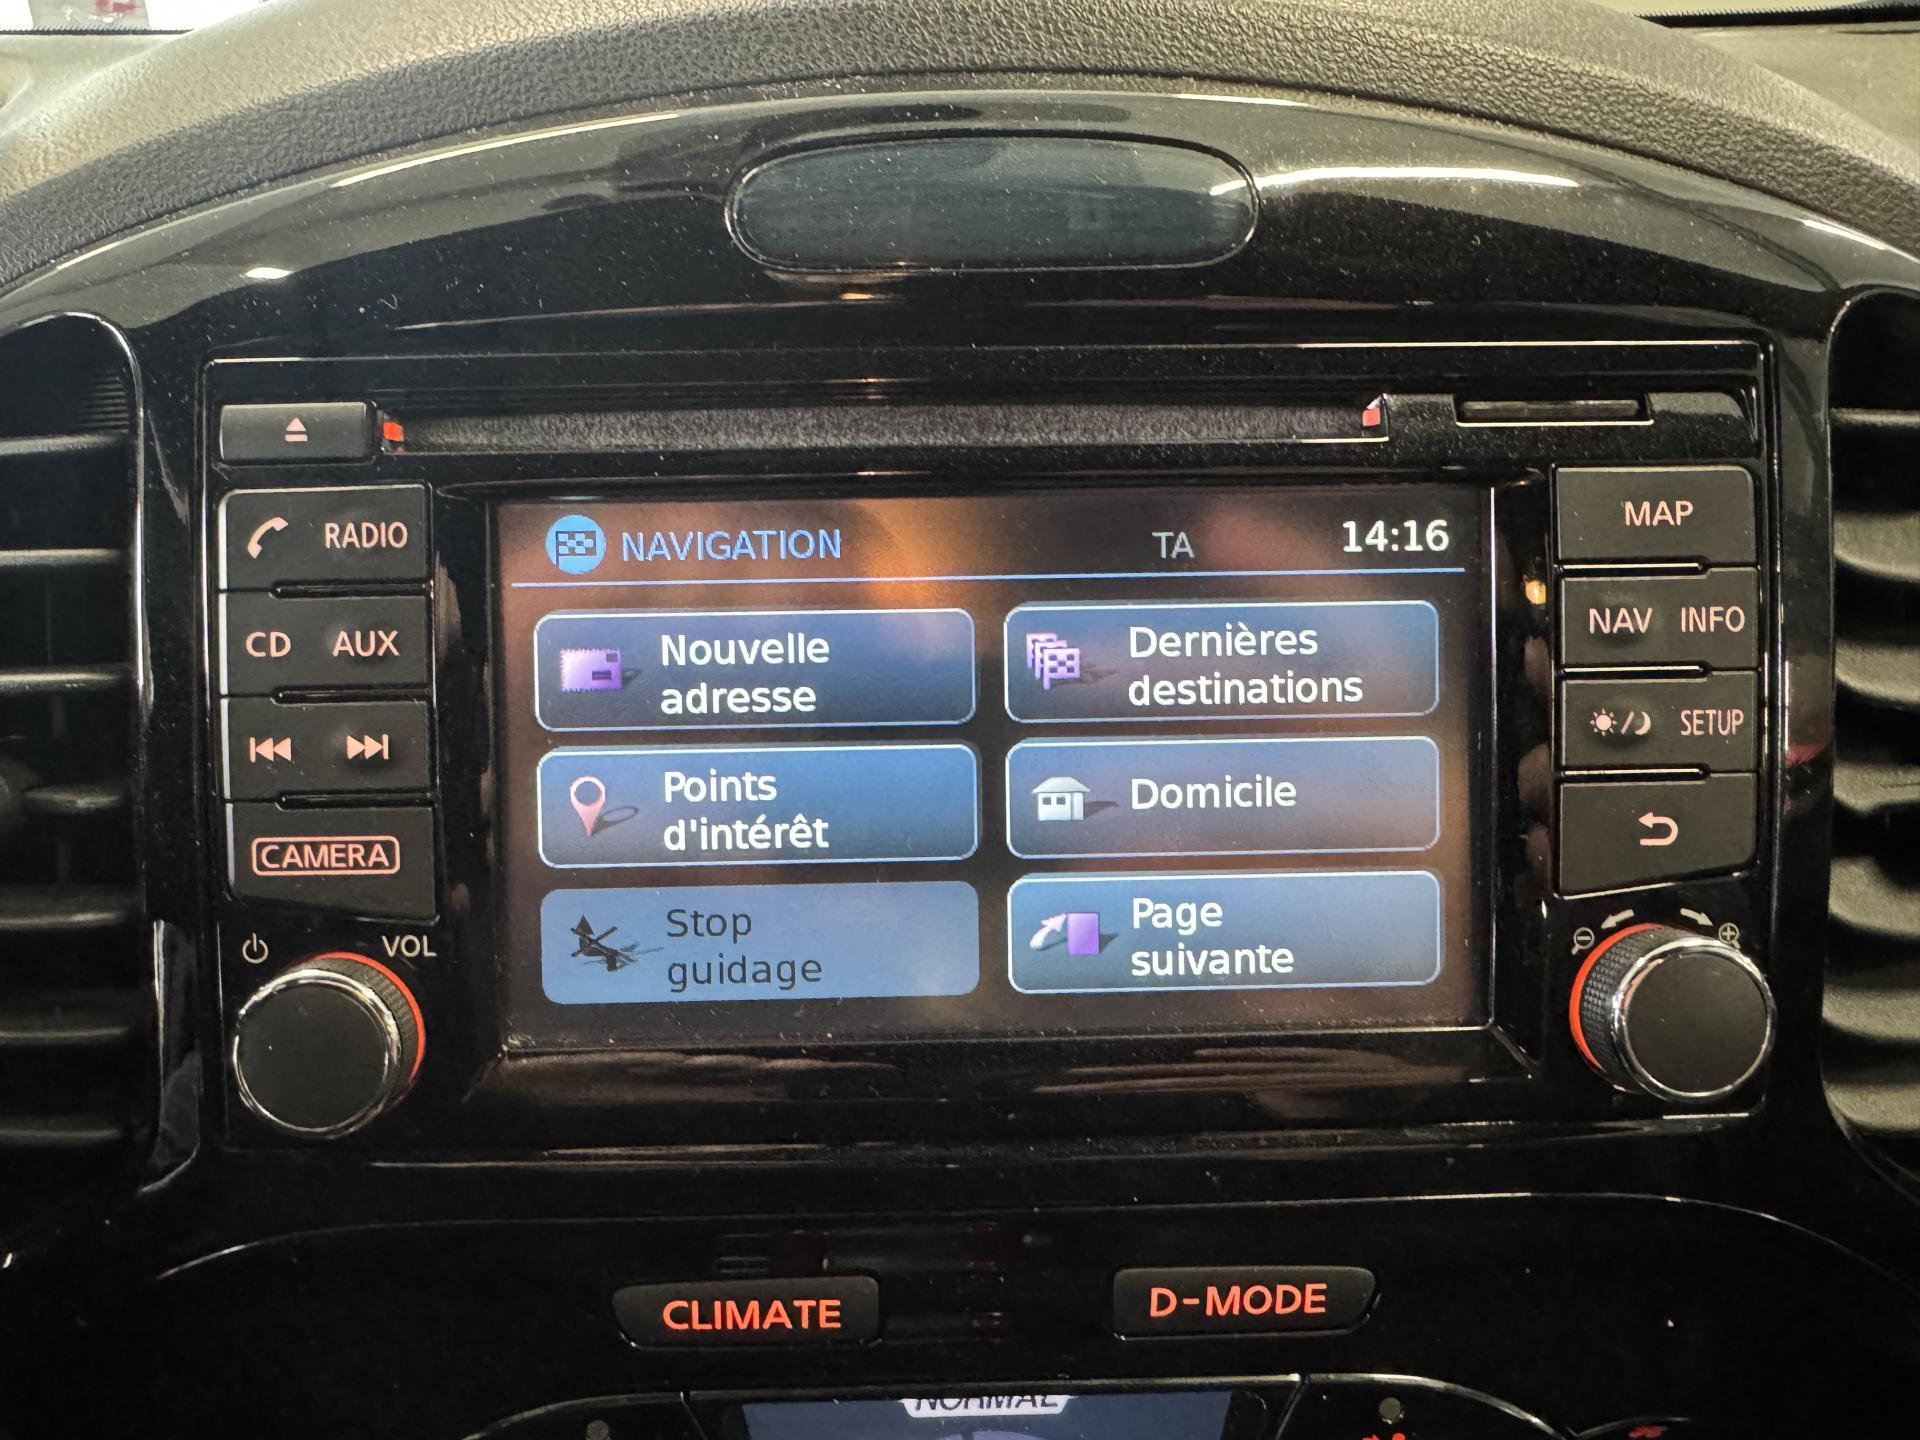 RADIO
CD AUX
CAMERA
VOL
NAVIGATION TA 14:16
Nouvelle
adresse
Dernières
destinations
Points
d'intérêt
Domicile
Stop
guidage
Page
suivante
MAP
NAV INFO
SETUP
CLIMATE
D-MODE
NORMAL